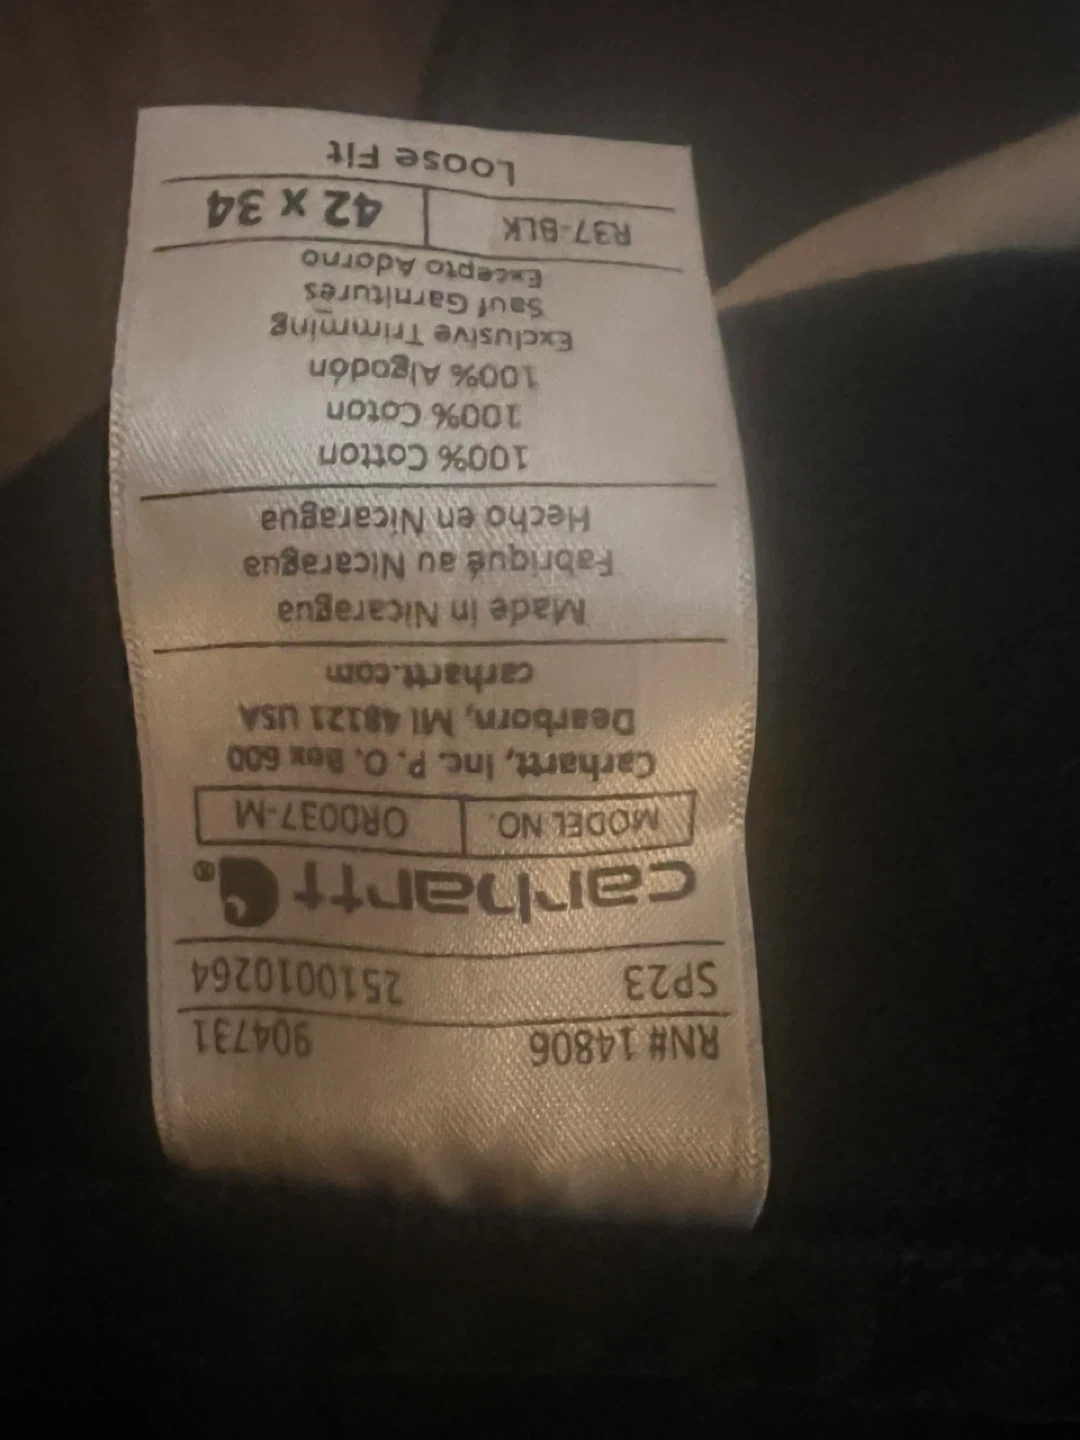 RN# 14806 904731
SP23 2510010264
carhartt ®
MODEL NO. OR0037-M
Carhartt, Inc. P. O. Box 600
Dearborn, MI 48121 USA
carhartt.com
Made in Nicaragua
Fabriqué au Nicaragua
Hecho en Nicaragua
100% Cotton
100% Coton
100% Algodón
Exclusive Trimming
Sauf Garnitures
Excepto Adorno
R37-BLK 42 x 34
Loose Fit